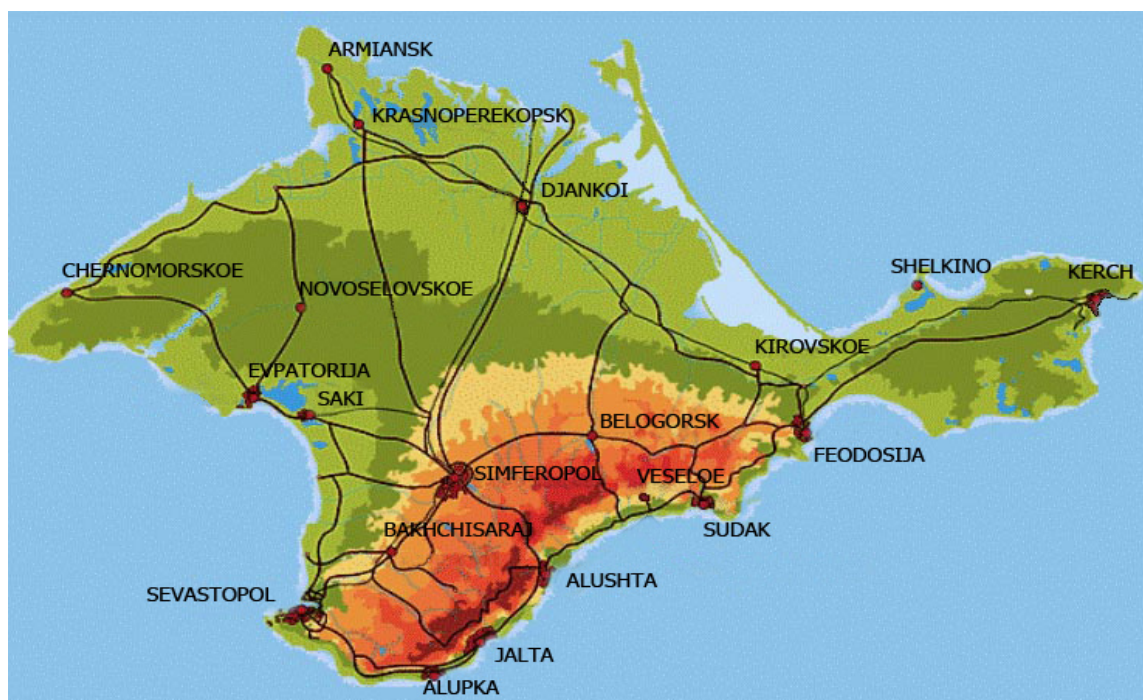 ARMIANSK
KRASNOPEREKOPSK
DJANKOI
CHERNOMORSKOE
SHELKINO
KERCH
NOVOSELOVSKOE
KIROVSKOE
EVPATORIJA
SAKI
BELOGORSK
FEODOSIJA
SIMFEROPOL
VESELOE
SUDAK
BAKHCHISARAJ
ALUSHTA
SEVASTOPOL
JALTA
ALUPKA